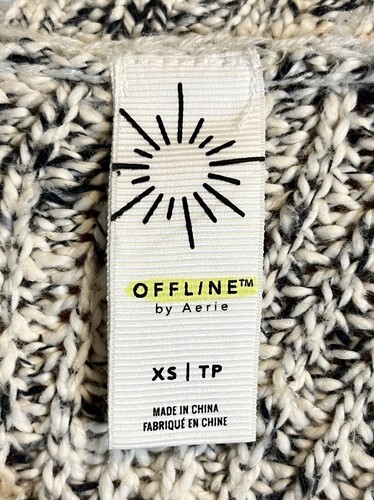 OFFLINE™
by Aerie
XS | TP
MADE IN CHINA
FABRIQUÉ EN CHINE